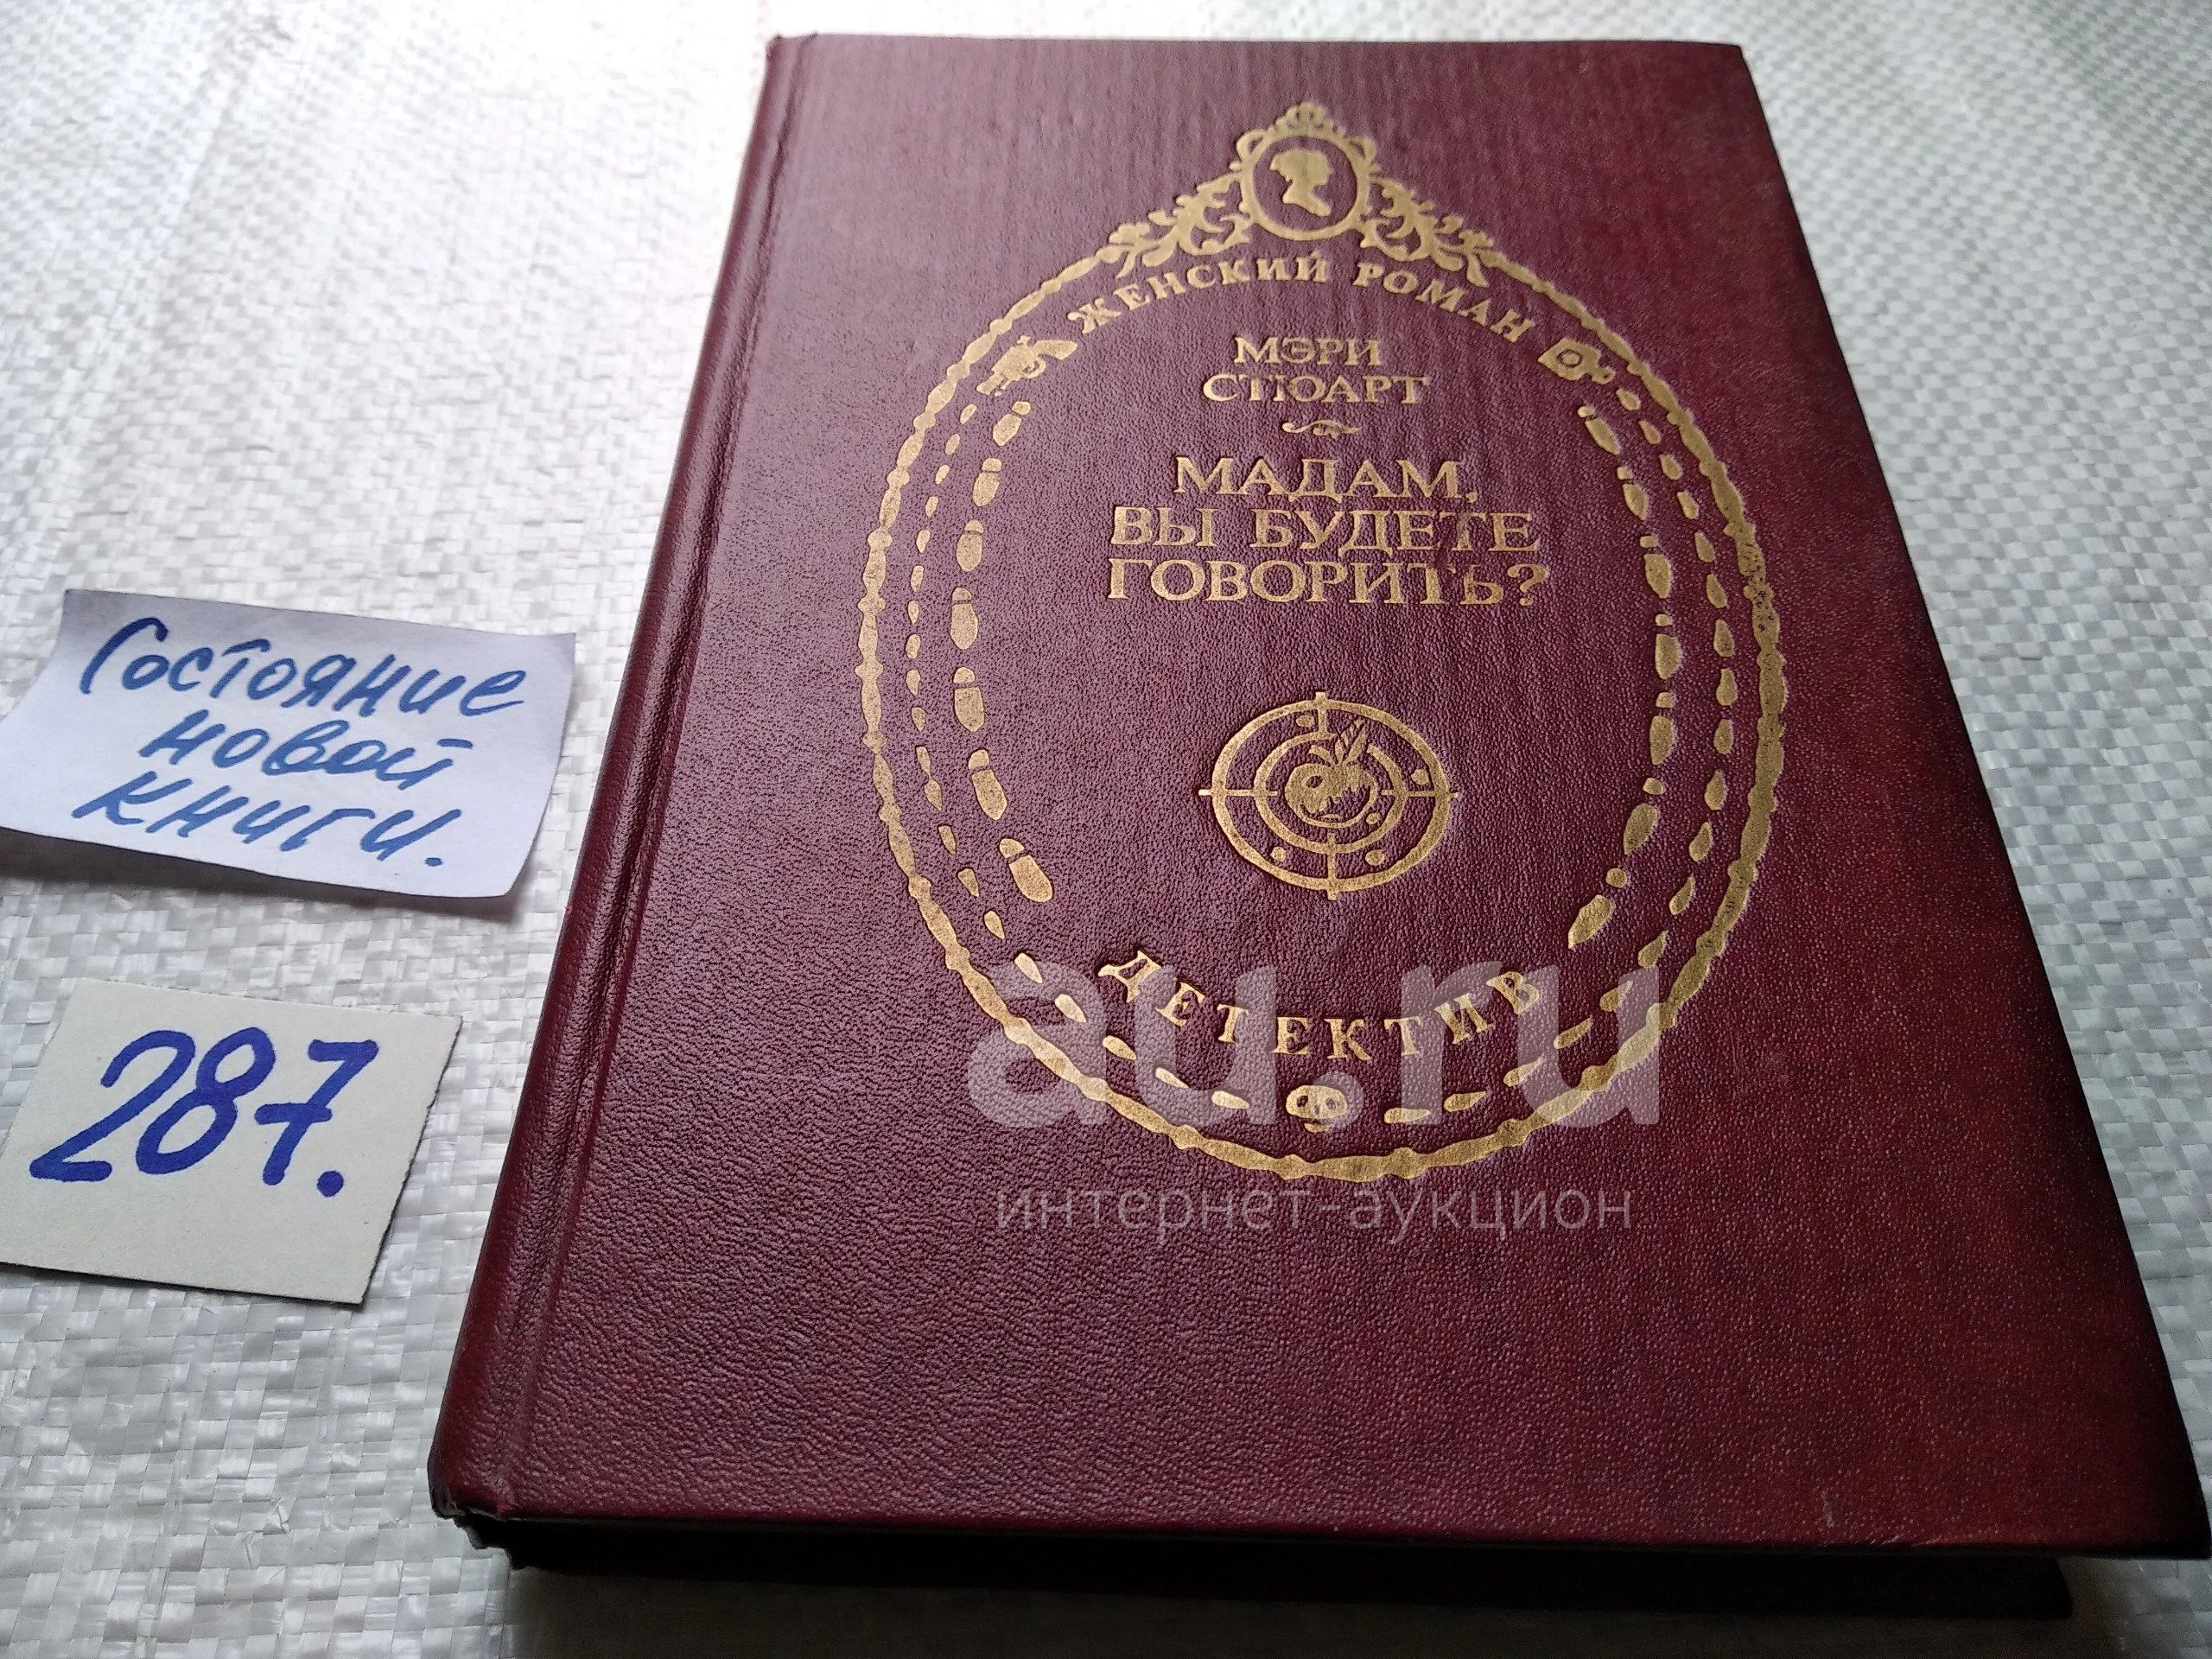 ЖЕНСКИЙ РОМАН
МЭРИ
СТЮАРТ
МАДАМ,
ВЫ БУДЕТЕ
ГОВОРИТЬ?
ДЕТЕКТИВ
Состояние
новой
книги.
287.
au.ru
интернет-аукцион